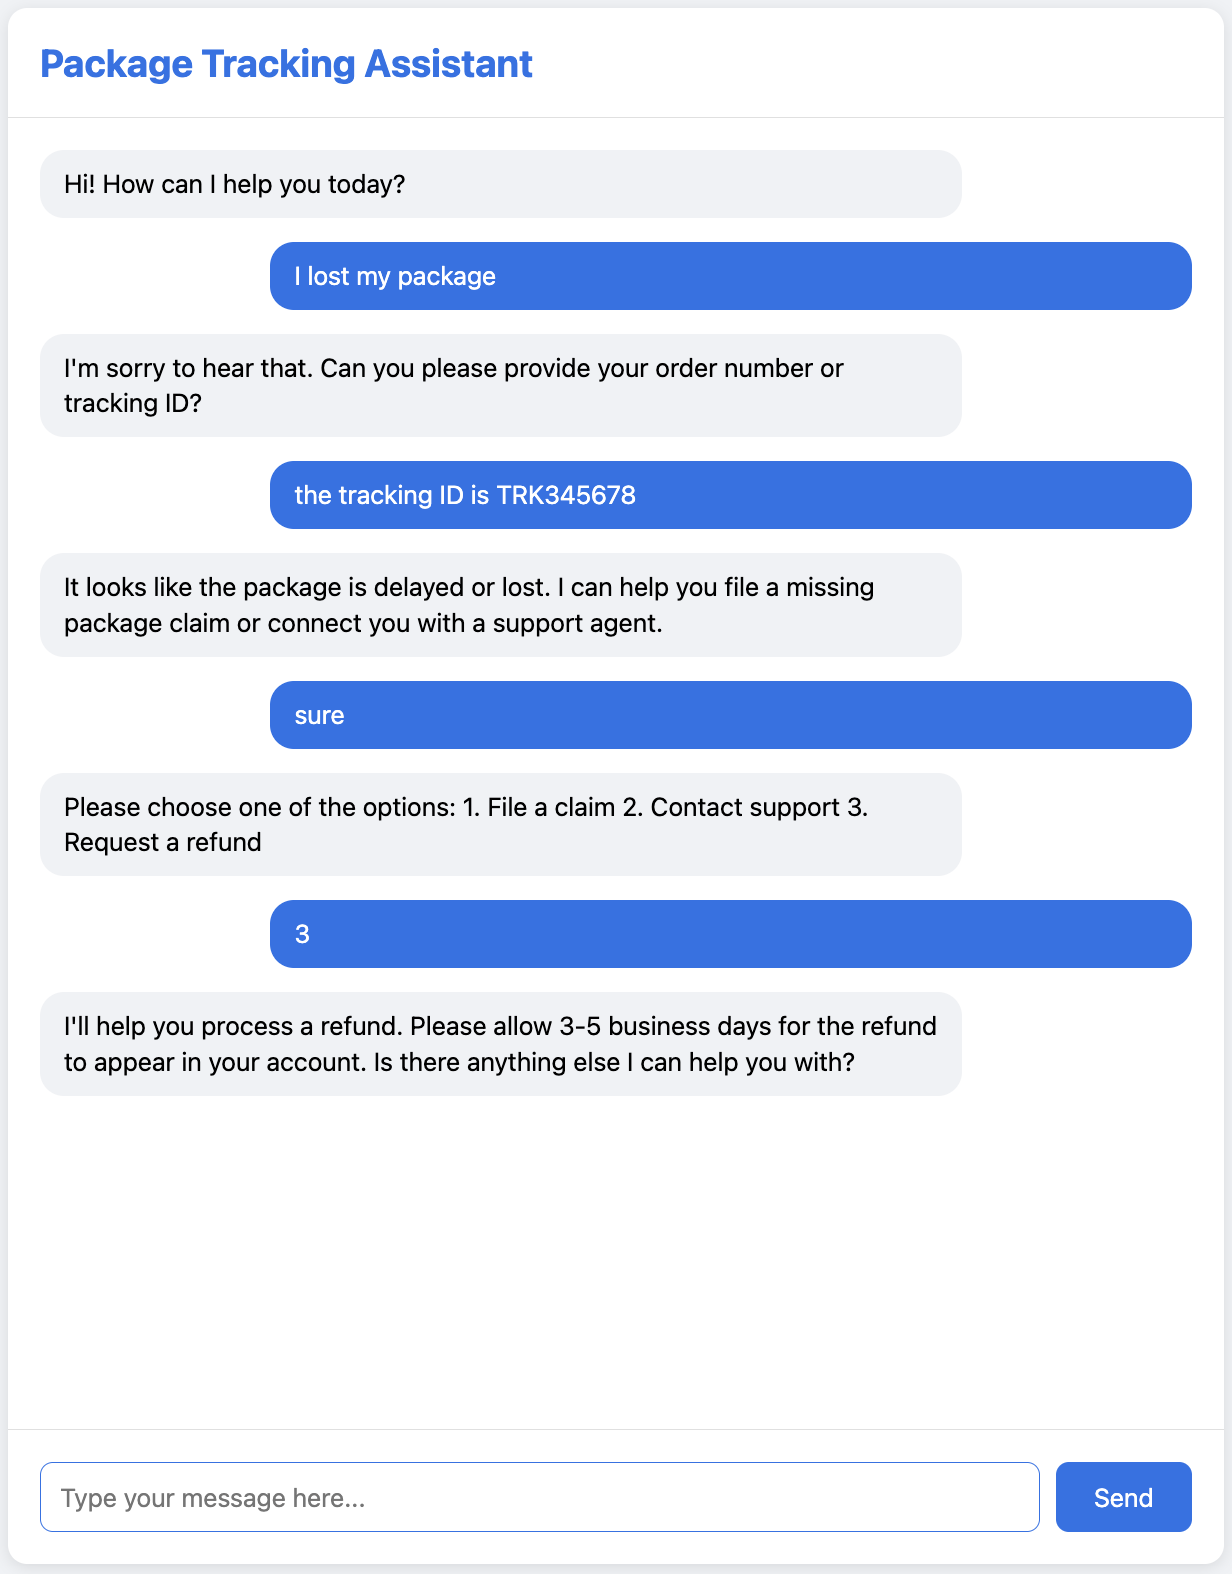 Package Tracking Assistant
Hi! How can I help you today?
I lost my package
I'm sorry to hear that. Can you please provide your order number or
tracking ID?
the tracking ID is TRK345678
It looks like the package is delayed or lost. I can help you file a missing
package claim or connect you with a support agent.
sure
Please choose one of the options: 1. File a claim 2. Contact support 3.
Request a refund
3
I'll help you process a refund. Please allow 3-5 business days for the refund
to appear in your account. Is there anything else I can help you with?
Type your message here...
Send